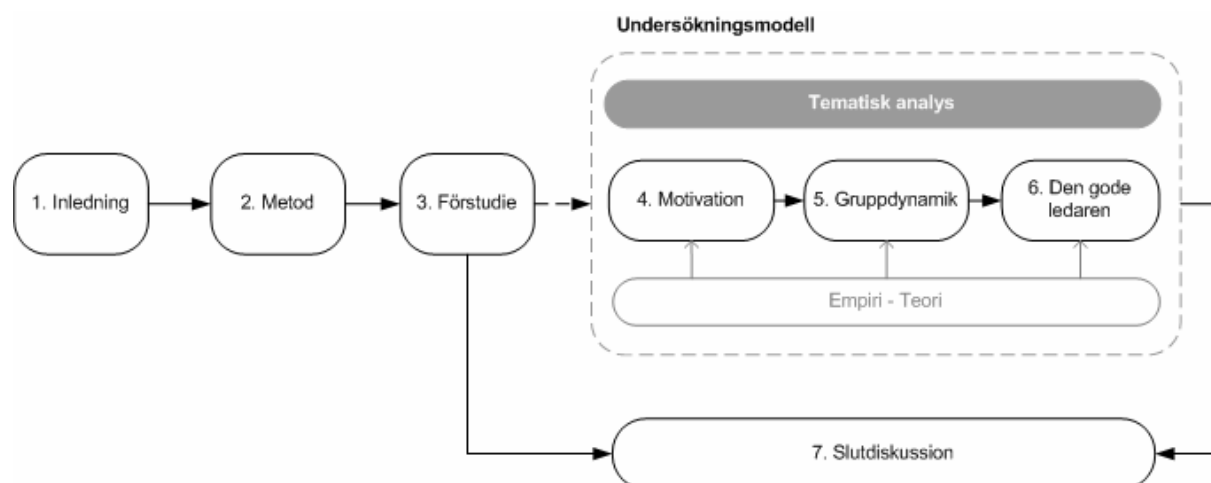 Undersökningsmodell
Tematisk analys
1. Inledning
2. Metod
3. Förstudie
4. Motivation
5. Gruppdynamik
6. Den gode
ledaren
Empiri - Teori
7. Slutdiskussion